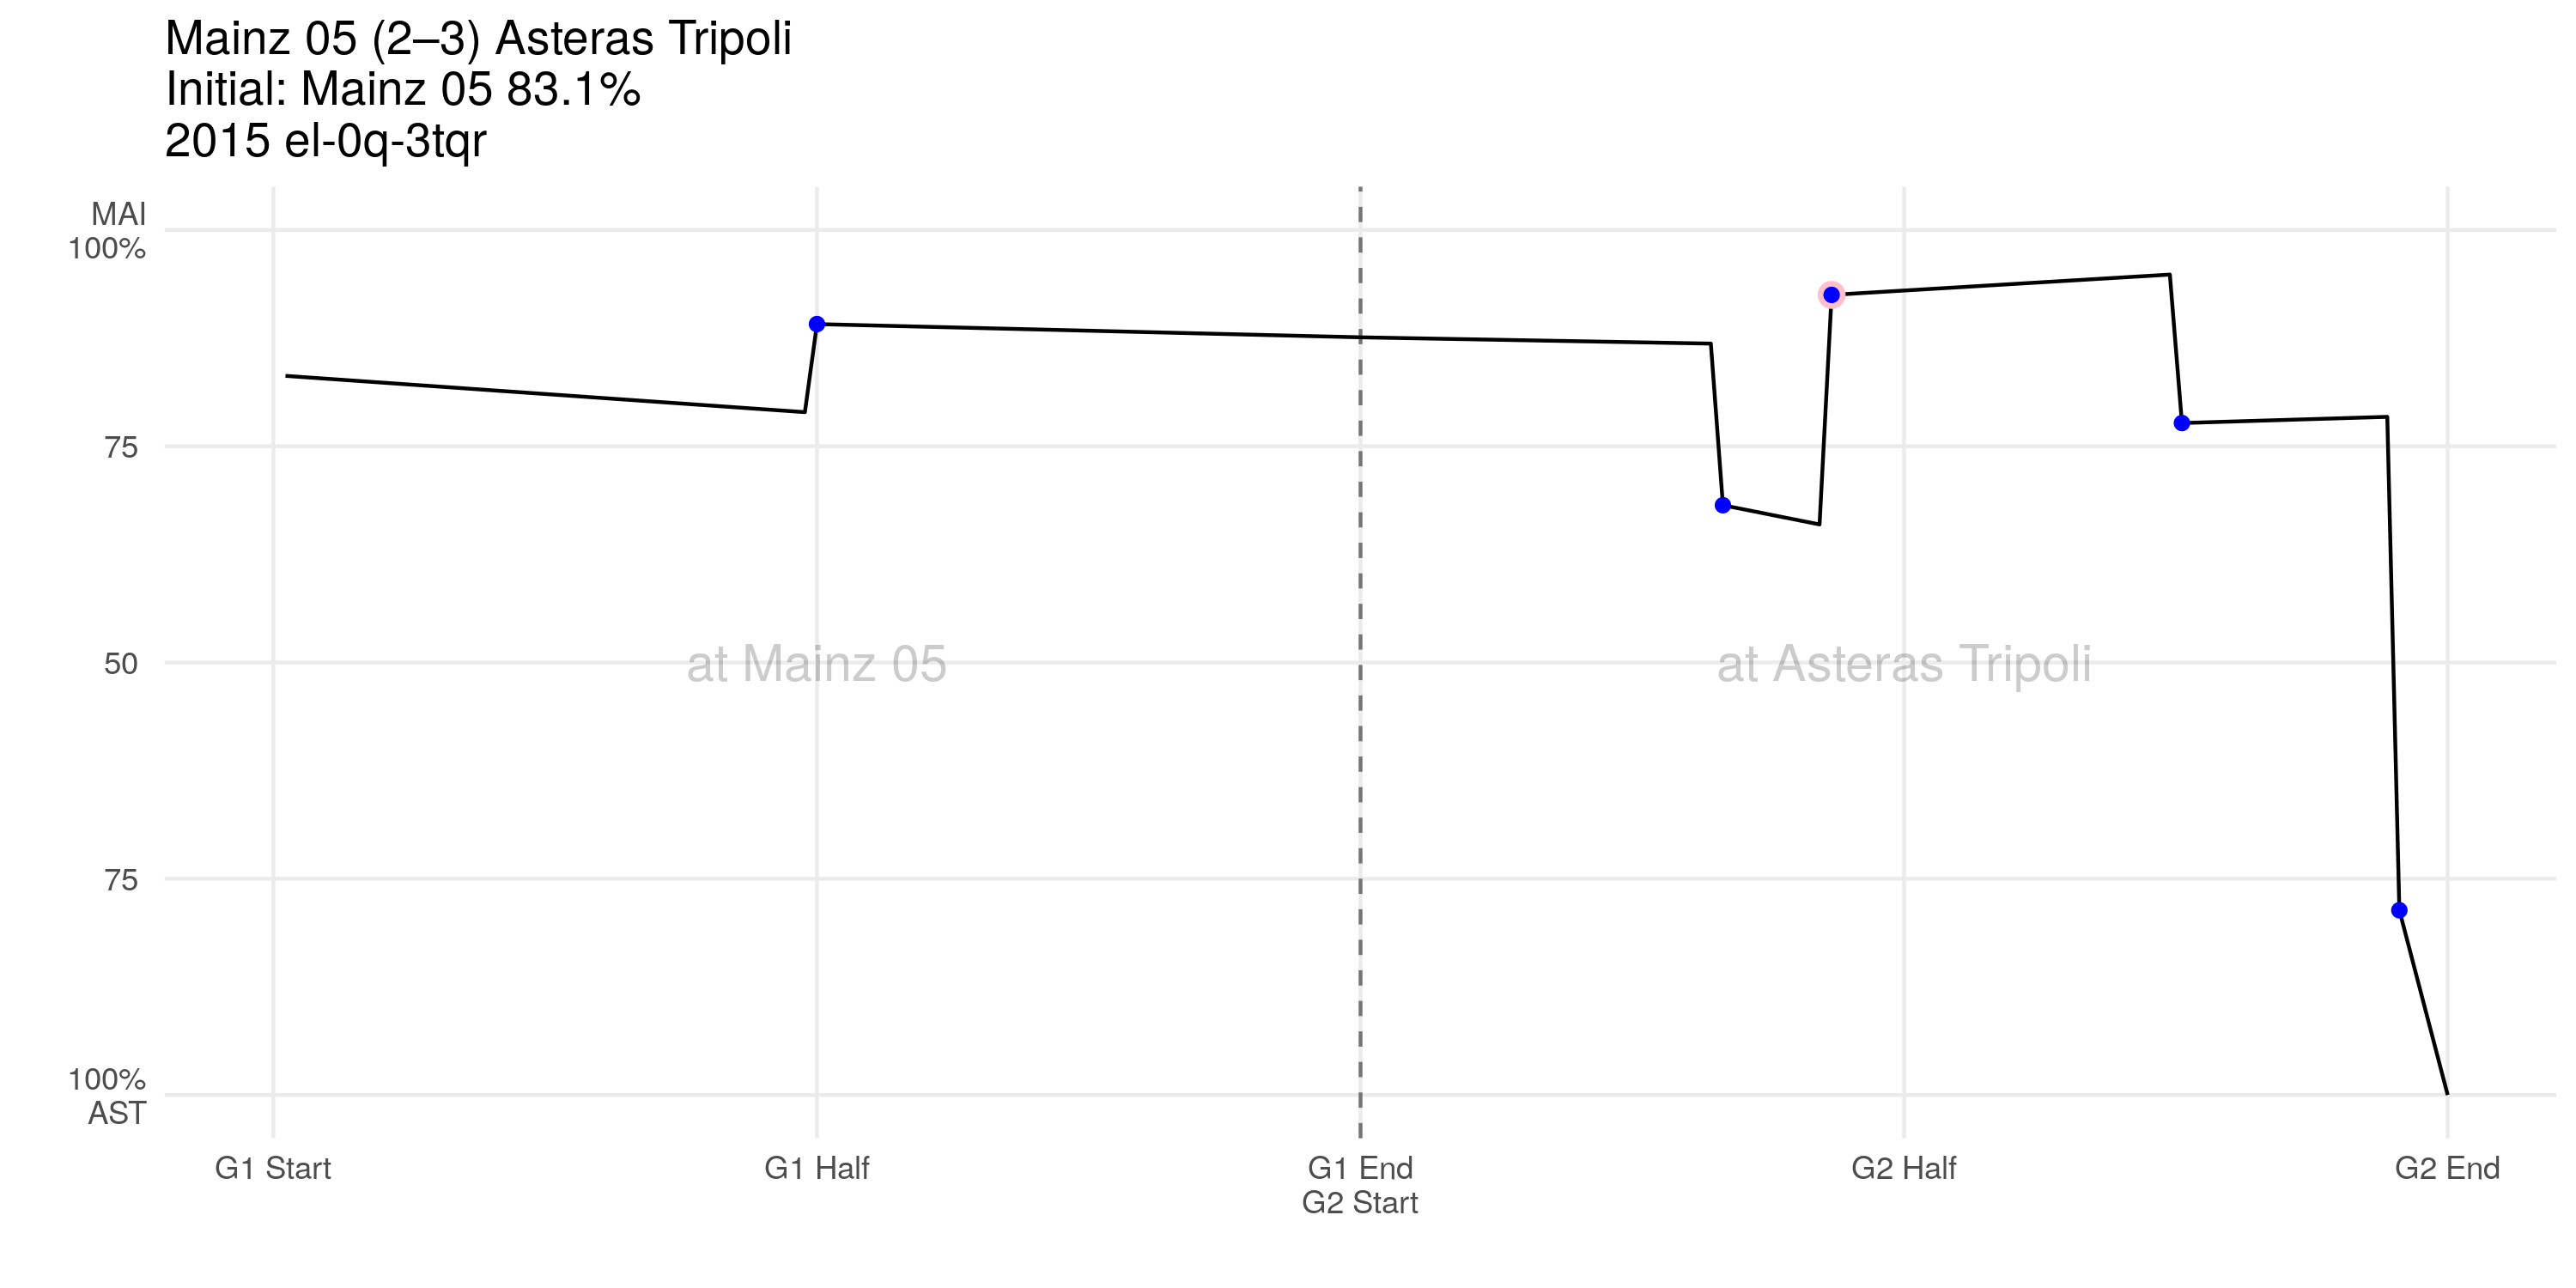 Mainz 05 (2–3) Asteras Tripoli
Initial: Mainz 05 83.1%
2015 el-0q-3tqr
MAI
100%
75
50
75
100%
AST
at Mainz 05
at Asteras Tripoli
G1 Start
G1 Half
G1 End
G2 Start
G2 Half
G2 End